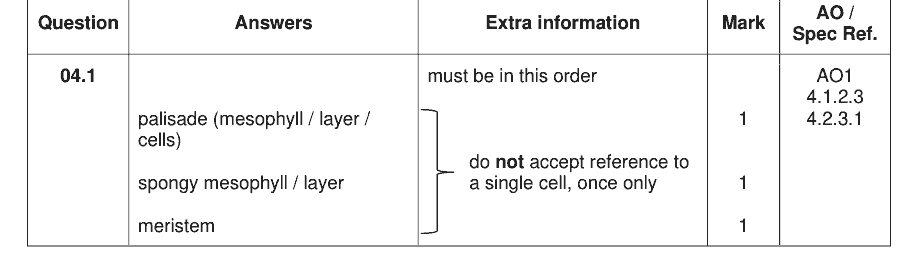 Question Answers Extra information Mark AO /
Spec Ref.
04.1 must be in this order AO1
4.1.2.3
palisade (mesophyll / layer / 1 4.2.3.1
cells)
do not accept reference to
spongy mesophyll / layer a single cell, once only 1
meristem 1